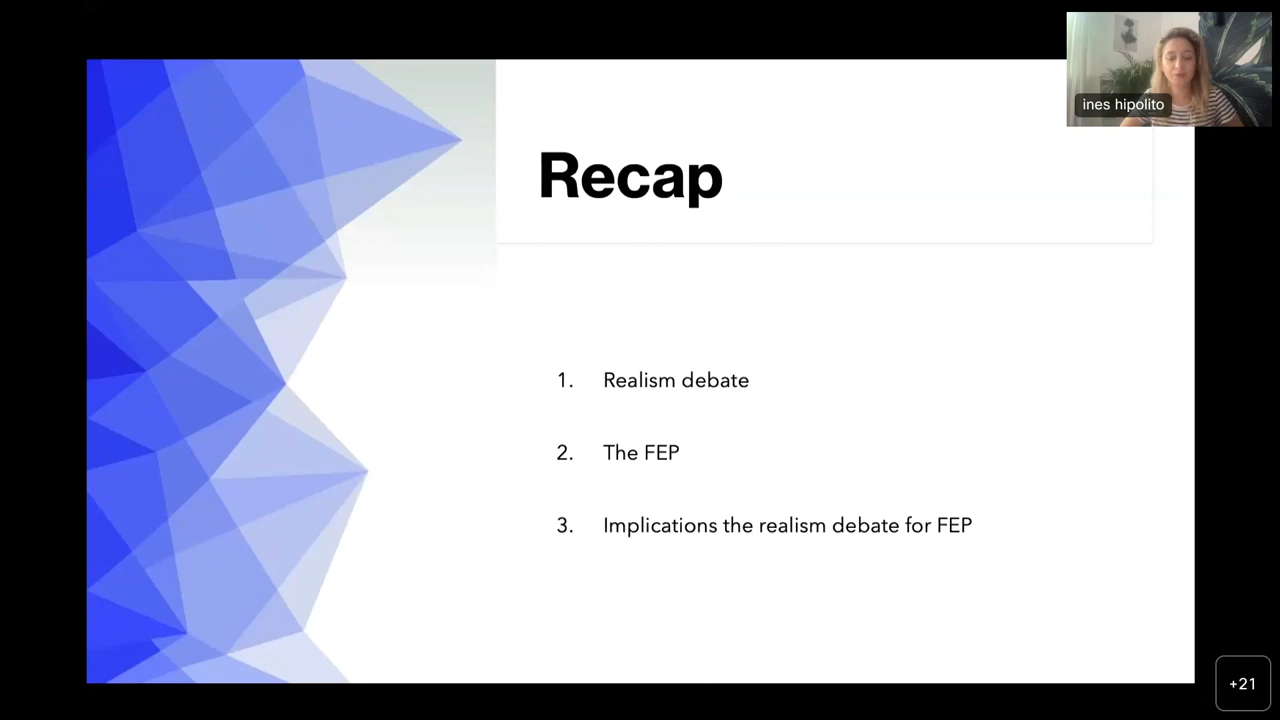 ines hipolito
Recap
1. Realism debate
2. The FEP
3. Implications the realism debate for FEP
+21